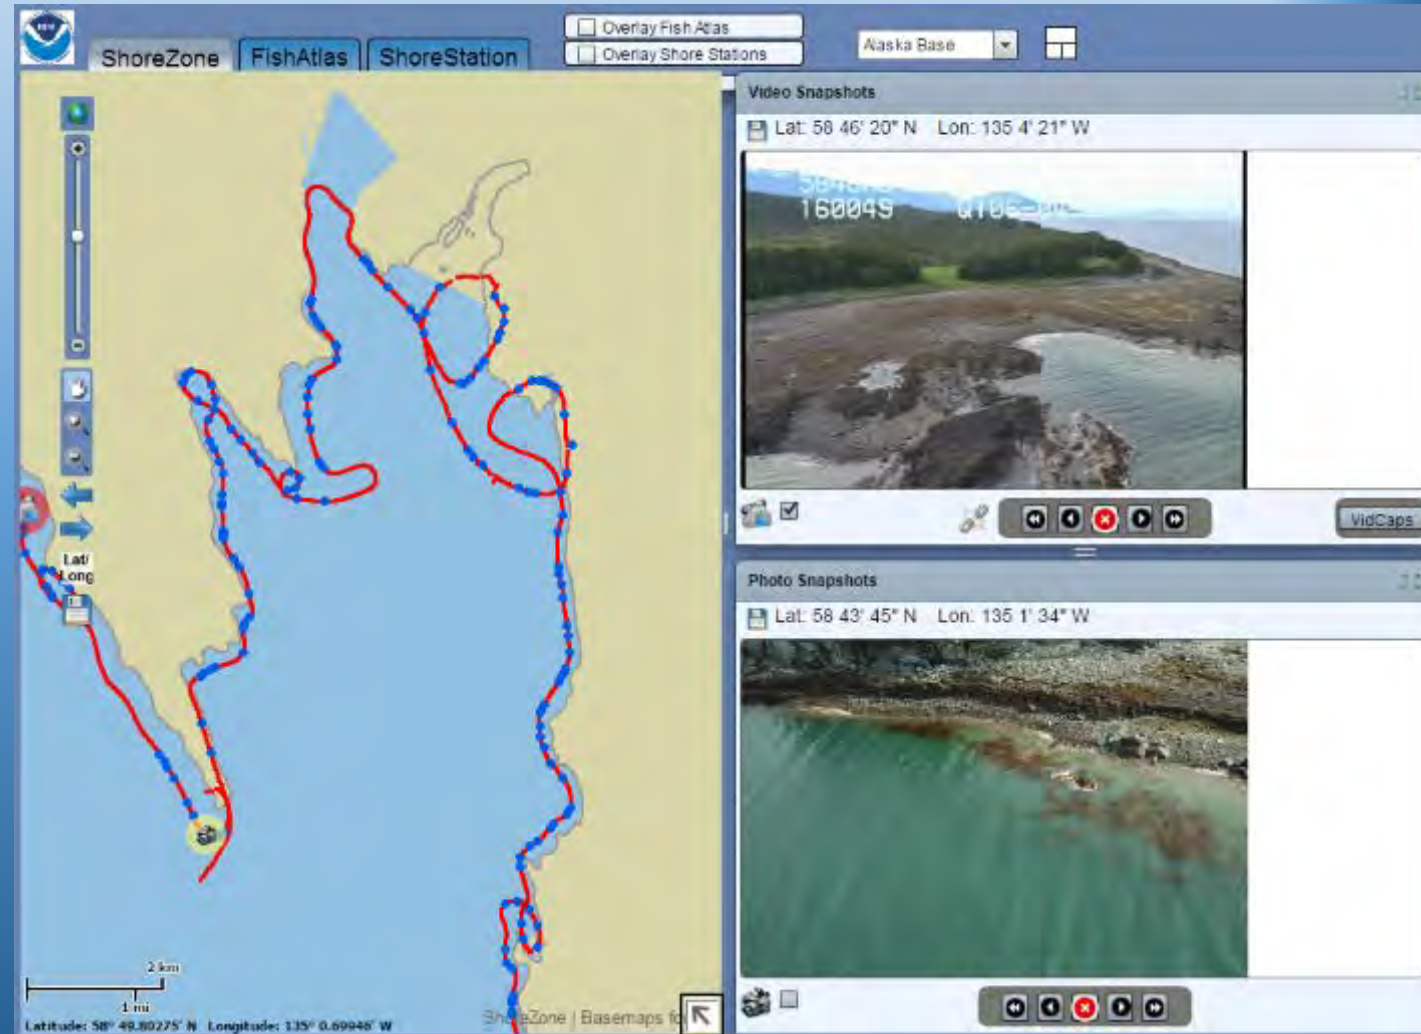 Overlay Fish Atlas
ShoreZone FishAtlas ShoreStation
Overlay Shore Stations
Alaska Base
Video Snapshots
Lat: 58 46' 20" N Lon: 135 4' 21" W
160049
VidCaps
Photo Snapshots
Lat: 58 43' 45" N Lon: 135 1' 34" W
Lat/
Long
2 km
1 mi
Latitude: 58° 49.80275' N Longitude: 135° 0.69946' W
ShoreZone | Basemaps fo